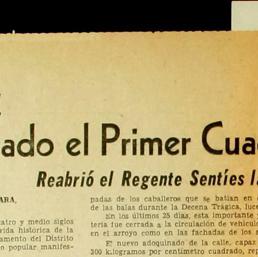 ado el Primer Cua
Reabrió el Regente Sentíes l
ARA,
atro y medio siglos
rida histórica de la
amento del Distrito
n popular manifes-
padas de los caballeros que se batían en
de las balas durante la Decena Trágica, luce
En los últimos 25 días, esta importante
tería fue cerrada a la circulación de vehícul
en el arroyo como en las fachadas de los
El nuevo adoquinado de la calle, capaz
300 kilogramos por centímetro cuadrado, rep